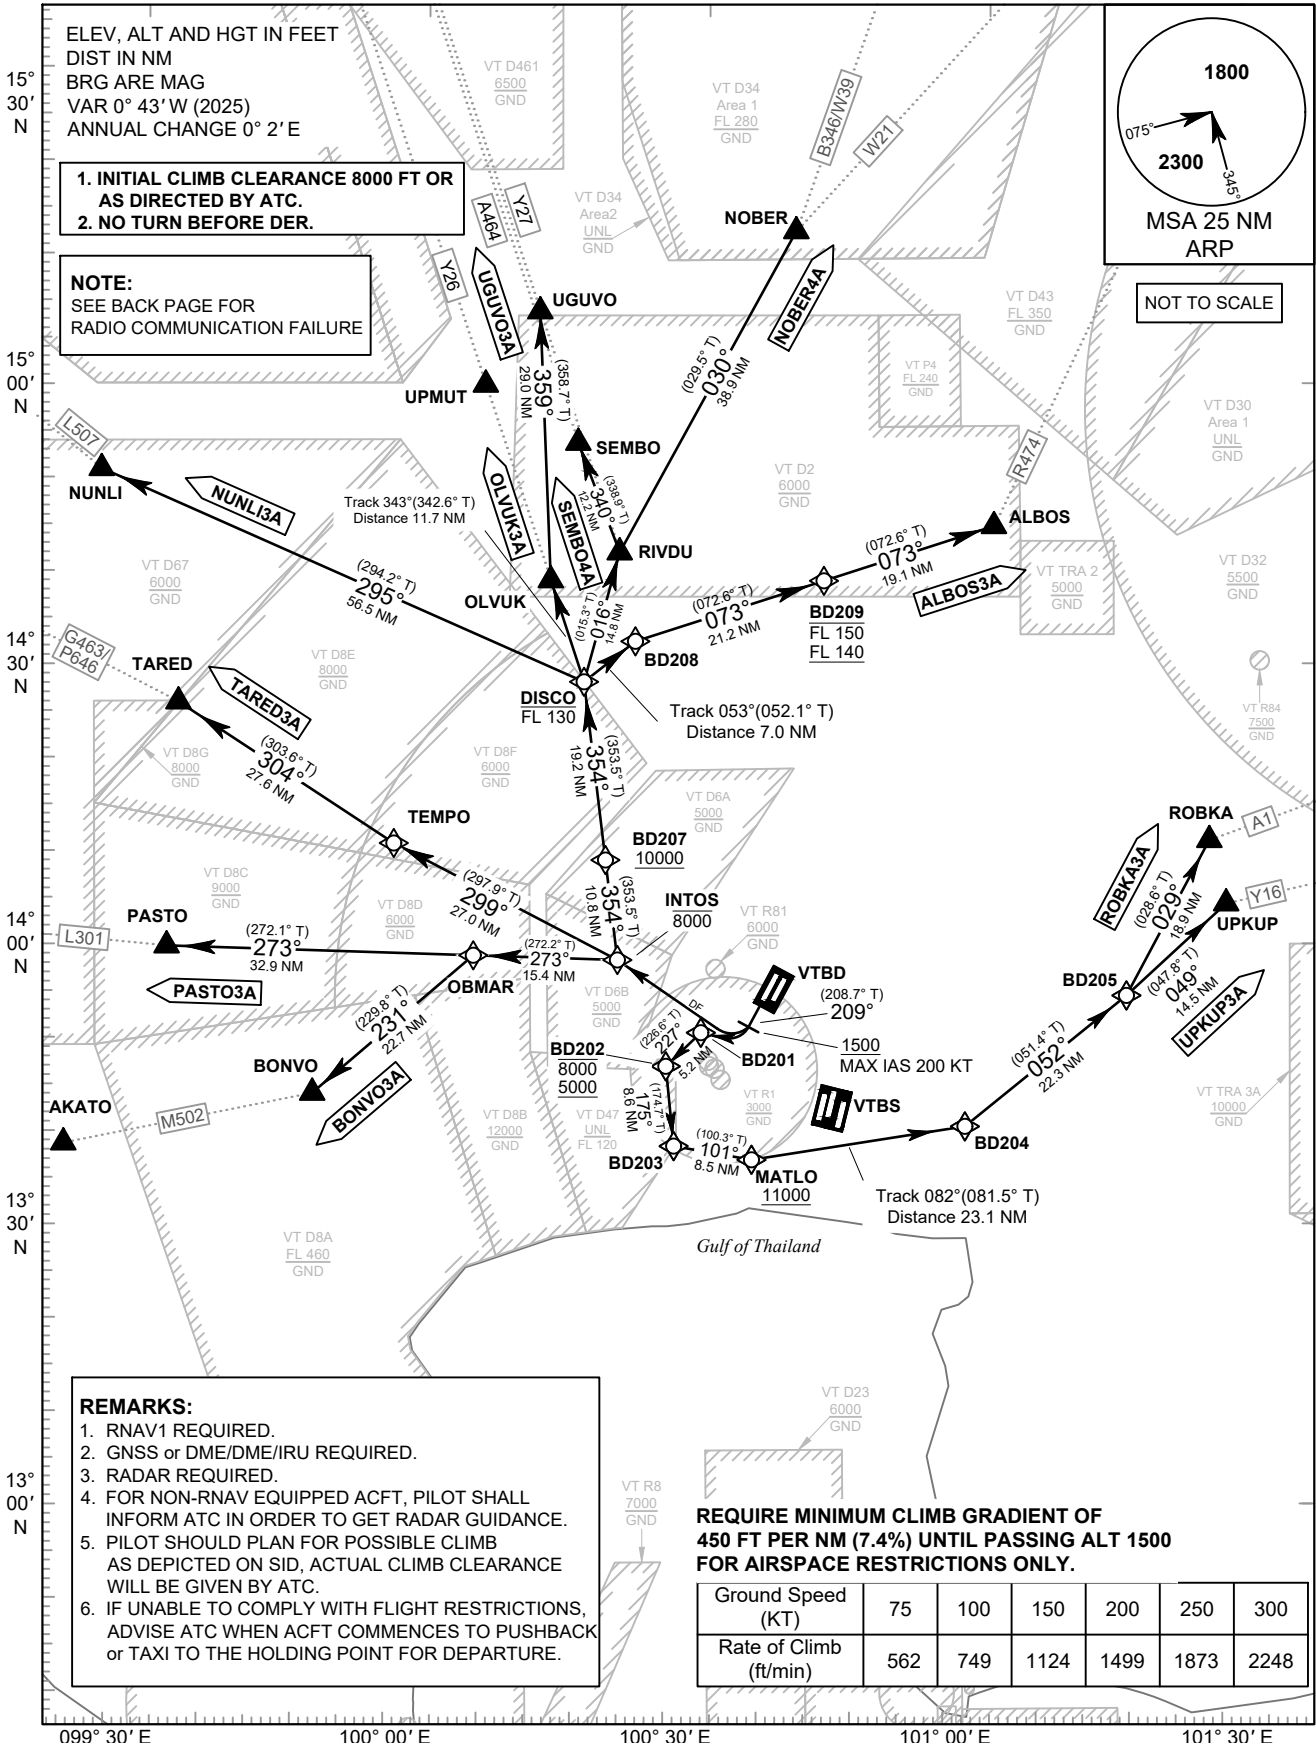 ELEV, ALT AND HGT IN FEET
DIST IN NM
BRG ARE MAG
VAR 0° 43' W (2025)
ANNUAL CHANGE 0° 2' E
1. INITIAL CLIMB CLEARANCE 8000 FT OR
AS DIRECTED BY ATC.
2. NO TURN BEFORE DER.
NOTE:
SEE BACK PAGE FOR
RADIO COMMUNICATION FAILURE
1800
075°
2300
345°
MSA 25 NM
ARP
NOT TO SCALE
15°
30'
N
15°
00'
N
14°
30'
N
14°
00'
N
13°
30'
N
13°
00'
N
VT D461
6500
GND
VT D34
Area 1
FL 280
GND
VT D34
Area2
UNL
GND
B346/W39
W21
A464
Y27
Y26
NOBER
UGUVO3A
UGUVO
NOBER4A
VT D43
FL 350
GND
VT P4
FL 240
GND
VT D30
Area 1
UNL
GND
UPMUT
359°
(358.7° T)
29.0 NM
(029.5° T)
030°
38.9 NM
L507
NUNLI
NUNLI3A
SEMBO
(338.9° T)
340°
12.2 NM
OLVUK3A
SEMBO4A
Track 343°(342.6° T)
Distance 11.7 NM
VT D2
6000
GND
R474
ALBOS
RIVDU
(072.6° T)
073°
19.1 NM
ALBOS3A
VT TRA 2
5000
GND
VT D32
5500
GND
VT D67
6000
GND
(294.2° T)
295°
56.5 NM
OLVUK
(015.3° T)
016°
14.8 NM
(072.6° T)
073°
21.2 NM
BD209
FL 150
FL 140
BD208
G463/
P646
TARED
TARED3A
VT D8E
8000
GND
DISCO
FL 130
Track 053°(052.1° T)
Distance 7.0 NM
VT R84
7500
GND
VT D8G
8000
GND
(303.6° T)
304°
27.6 NM
VT D8F
6000
GND
(353.5° T)
354°
19.2 NM
VT D6A
5000
GND
TEMPO
BD207
10000
ROBKA
A1
ROBKA3A
VT D8C
9000
GND
VT D8D
6000
GND
(297.9° T)
299°
27.0 NM
(353.5° T)
354°
10.8 NM
INTOS
8000
VT R81
6000
GND
(028.6° T)
029°
18.9 NM
Y16
UPKUP
PASTO
L301
(272.1° T)
273°
32.9 NM
(272.2° T)
273°
15.4 NM
PASTO3A
OBMAR
VT D6B
5000
GND
DF
VTBD
(208.7° T)
209°
BD205
(047.8° T)
049°
14.5 NM
UPKUP3A
(229.8° T)
231°
22.7 NM
BD202
8000
5000
(226.6° T)
227°
5.2 NM
BD201
1500
MAX IAS 200 KT
(051.4° T)
052°
22.3 NM
BONVO
BONVO3A
AKATO
M502
VT D8B
12000
GND
VT D47
UNL
FL 120
(174.7° T)
175°
8.6 NM
VT R1
3000
GND
VTBS
VT TRA 3A
10000
GND
BD203
(100.3° T)
101°
8.5 NM
MATLO
11000
BD204
Track 082°(081.5° T)
Distance 23.1 NM
VT D8A
FL 460
GND
Gulf of Thailand
VT D23
6000
GND
VT R8
7000
GND
REMARKS:
1. RNAV1 REQUIRED.
2. GNSS or DME/DME/IRU REQUIRED.
3. RADAR REQUIRED.
4. FOR NON-RNAV EQUIPPED ACFT, PILOT SHALL
INFORM ATC IN ORDER TO GET RADAR GUIDANCE.
5. PILOT SHOULD PLAN FOR POSSIBLE CLIMB
AS DEPICTED ON SID, ACTUAL CLIMB CLEARANCE
WILL BE GIVEN BY ATC.
6. IF UNABLE TO COMPLY WITH FLIGHT RESTRICTIONS,
ADVISE ATC WHEN ACFT COMMENCES TO PUSHBACK
or TAXI TO THE HOLDING POINT FOR DEPARTURE.
REQUIRE MINIMUM CLIMB GRADIENT OF
450 FT PER NM (7.4%) UNTIL PASSING ALT 1500
FOR AIRSPACE RESTRICTIONS ONLY.
Ground Speed (KT) 75 100 150 200 250 300
Rate of Climb (ft/min) 562 749 1124 1499 1873 2248
099° 30' E 100° 00' E 100° 30' E 101° 00' E 101° 30' E